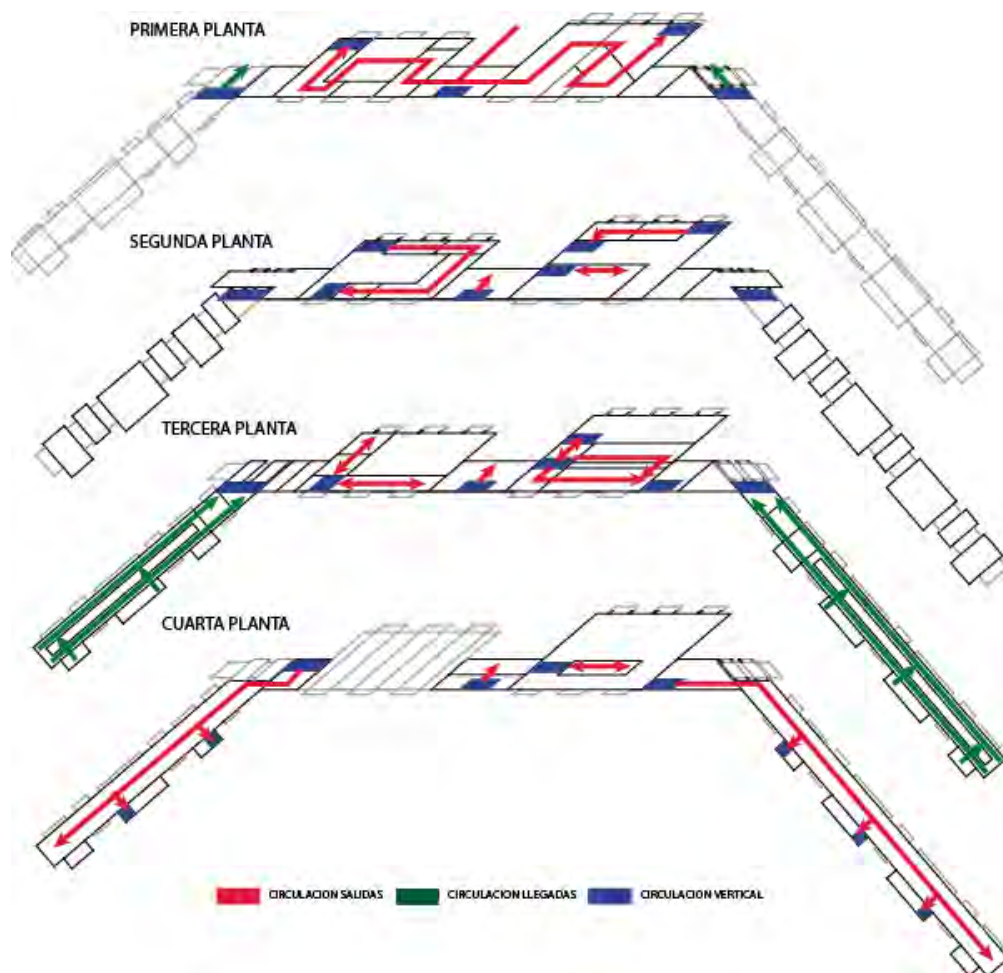 PRIMERA PLANTA
SEGUNDA PLANTA
TERCERA PLANTA
CUARTA PLANTA
CIRCULACION SALIDAS
CIRCULACION LLEGADAS
CIRCULACION VERTICAL